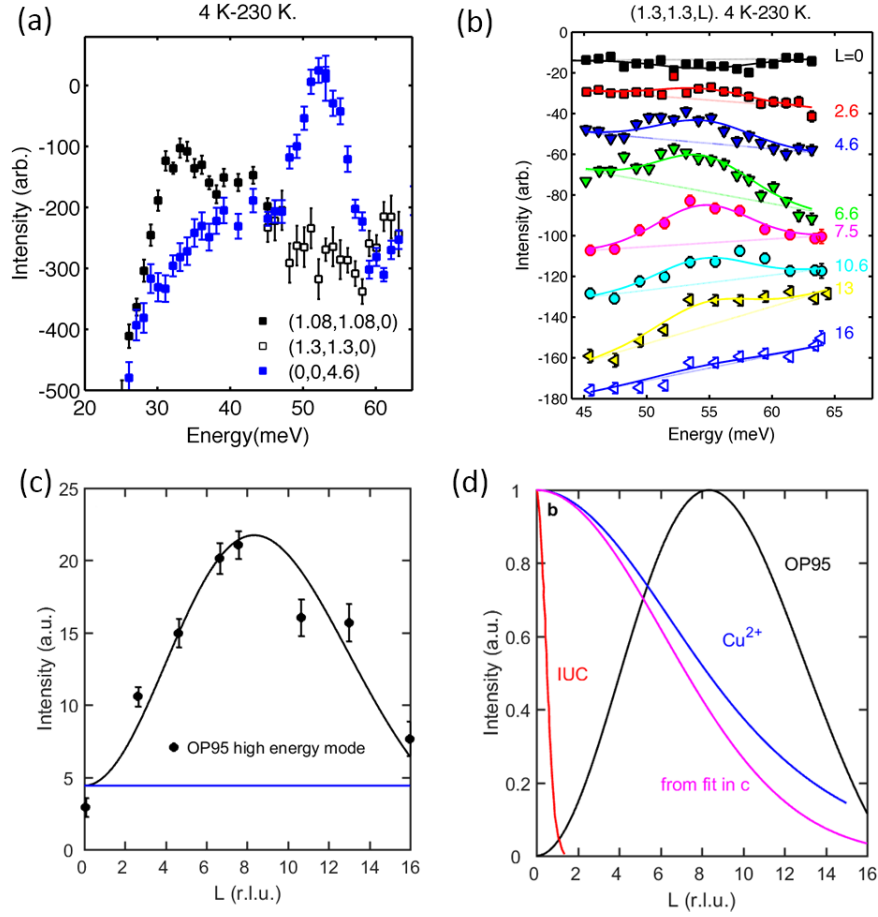 (a)
4 K-230 K.
0
-100
-200
-300
-400
-500
Intensity (arb.)
(1.08,1.08,0)
(1.3,1.3,0)
(0,0,4.6)
20 30 40 50 60
Energy(meV)
(b)
(1.3,1.3,L). 4 K-230 K.
0
-20
-40
-60
-80
-100
-120
-140
-160
-180
Intensity (arb.)
L=0
2.6
4.6
6.6
7.5
10.6
13
16
45 50 55 60 65
Energy (meV)
(c)
25
20
15
10
5
0
Intensity (a.u.)
OP95 high energy mode
0 2 4 6 8 10 12 14 16
L (r.l.u.)
(d)
1
0.8
0.6
0.4
0.2
0
Intensity (a.u.)
b
OP95
Cu2+
IUC
from fit in c
0 2 4 6 8 10 12 14 16
L (r.l.u.)